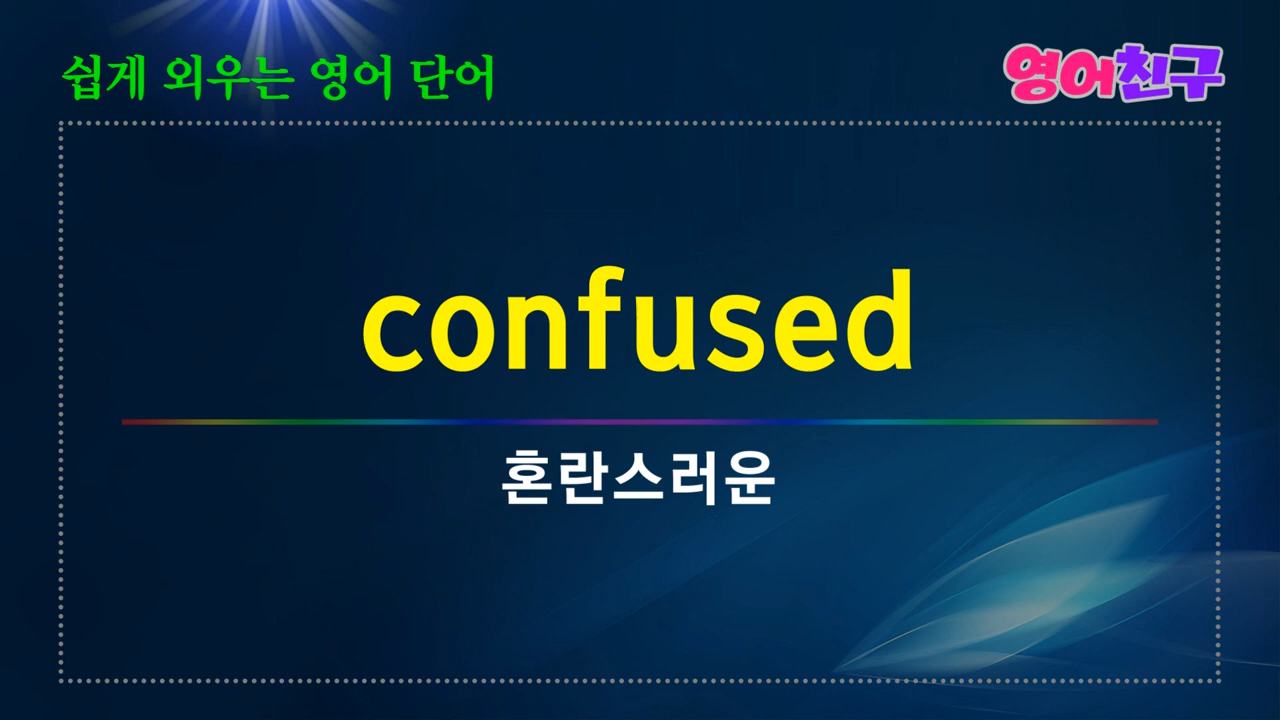 쉽게 외우는 영어 단어
영어친구
confused
혼란스러운